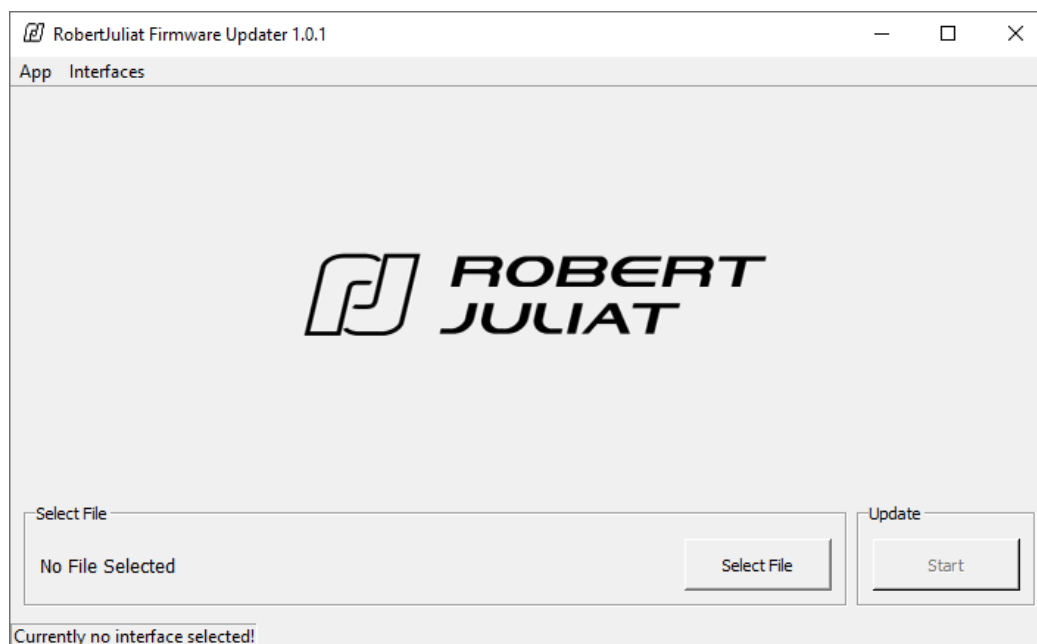 RobertJuliat Firmware Updater 1.0.1
App Interfaces
ROBERT
JULIAT
Select File
No File Selected
Select File
Update
Start
Currently no interface selected!